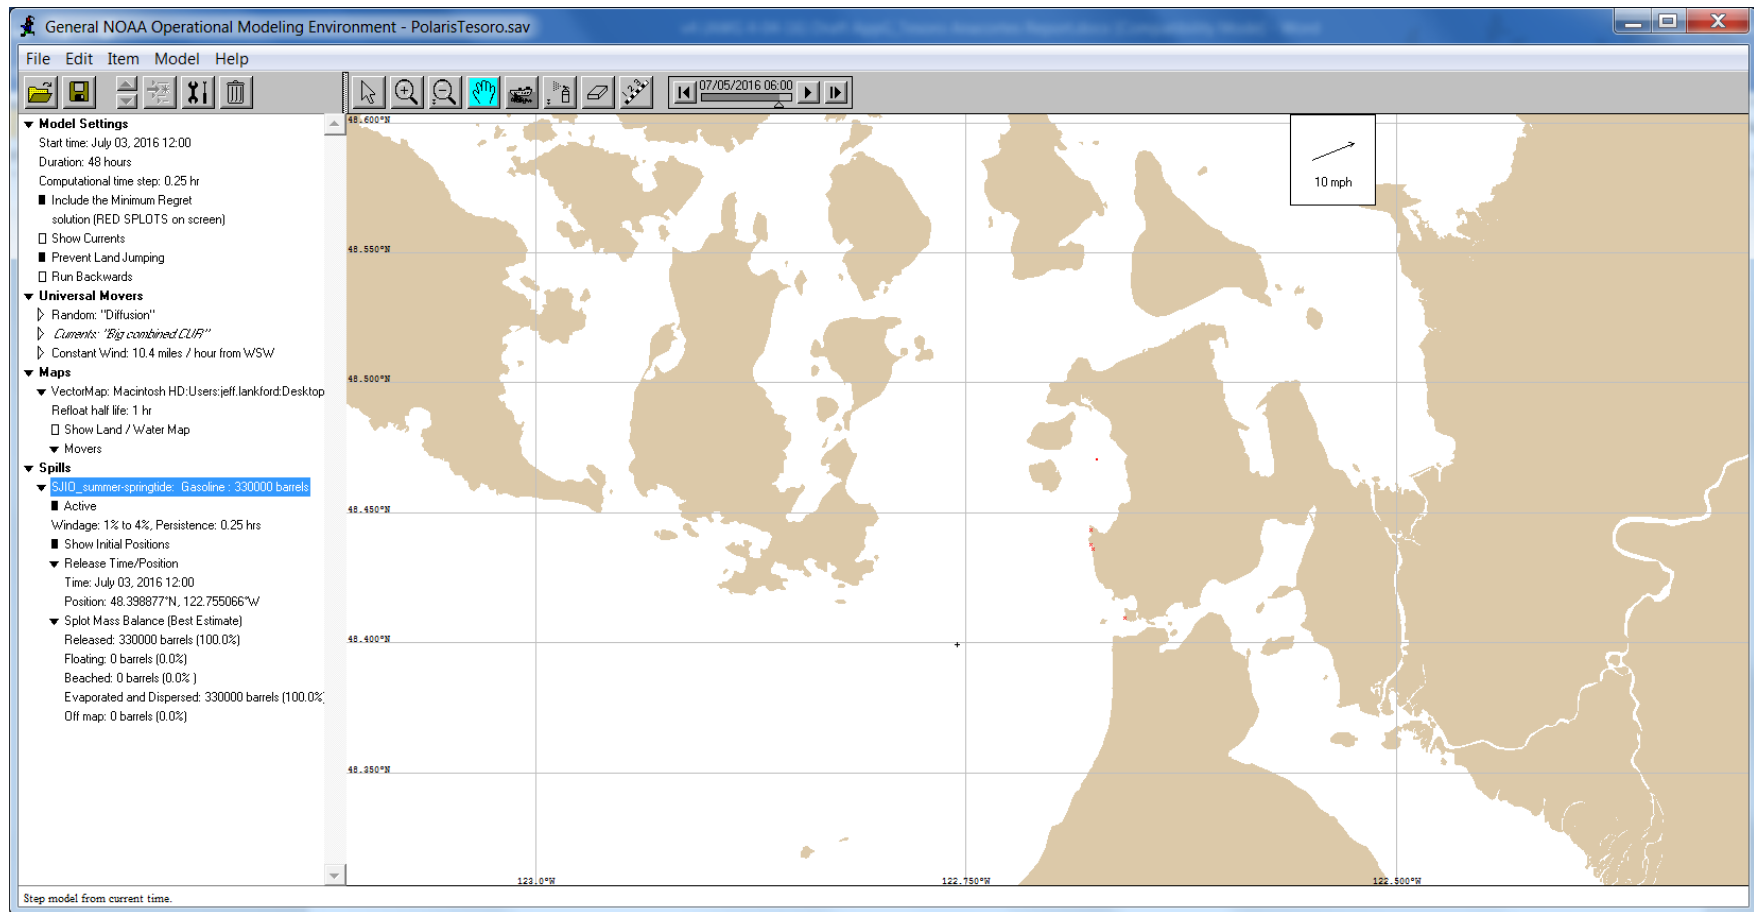 General NOAA Operational Modeling Environment - PolarisTesoro.sav
File Edit Item Model Help
07/05/2016 06:00
Model Settings
Start time: July 03, 2016 12:00
Duration: 48 hours
Computational time step: 0.25 hr
Include the Minimum Regret
solution (RED SPLOTS on screen)
Show Currents
Prevent Land Jumping
Run Backwards
Universal Movers
Random: "Diffusion"
Currents: "Big combined.CUR"
Constant Wind: 10.4 miles / hour from WSW
Maps
VectorMap: Macintosh HD:Users:jeff.lankford:Desktop
Refloat half life: 1 hr
Show Land / Water Map
Movers
Spills
SJIO_summer-springtide: Gasoline : 330000 barrels
Active
Windage: 1% to 4%, Persistence: 0.25 hrs
Show Initial Positions
Release Time/Position
Time: July 03, 2016 12:00
Position: 48.398877°N, 122.755066°W
Splot Mass Balance (Best Estimate)
Released: 330000 barrels (100.0%)
Floating: 0 barrels (0.0%)
Beached: 0 barrels (0.0% )
Evaporated and Dispersed: 330000 barrels (100.0%
Off map: 0 barrels (0.0%)
48.600°N
10 mph
48.550°N
48.500°N
48.450°N
48.400°N
48.350°N
123.0°W
122.750°W
122.500°W
Step model from current time.